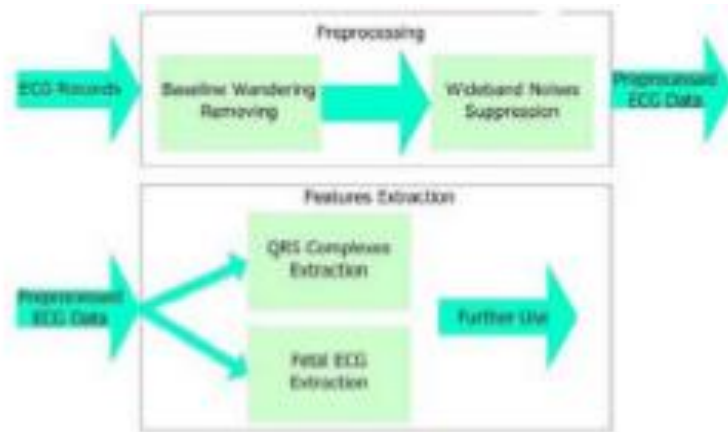 Preprocessing
ECG Records
Baseline Wandering
Removing
Wideband Noises
Suppression
Preprocessed
ECG Data
Features Extraction
QRS Complexes
Extraction
Preprocessed
ECG Data
Further Use
Fetal ECG
Extraction